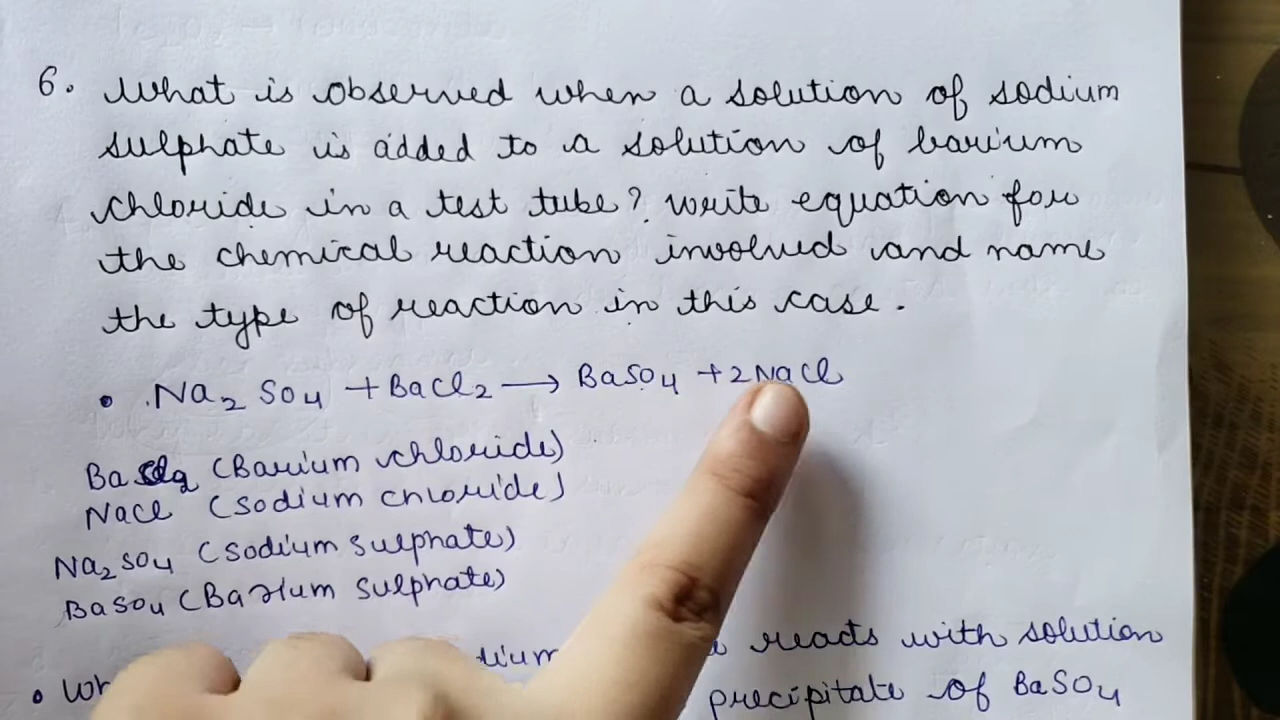 6. What is observed when a solution of sodium
sulphate is added to a solution of barium
chloride in a test tube? write equation for
the chemical reaction involved and name
the type of reaction in this case.
• Na2 SO4 + BaCl2 → BaSO4 + 2NaCl
(Barium chloride)
NaCl (Sodium chloride)
Na2SO4 (Sodium sulphate)
BaSO4 (Barium sulphate)
• reacts with solution
precipitate of BaSO4